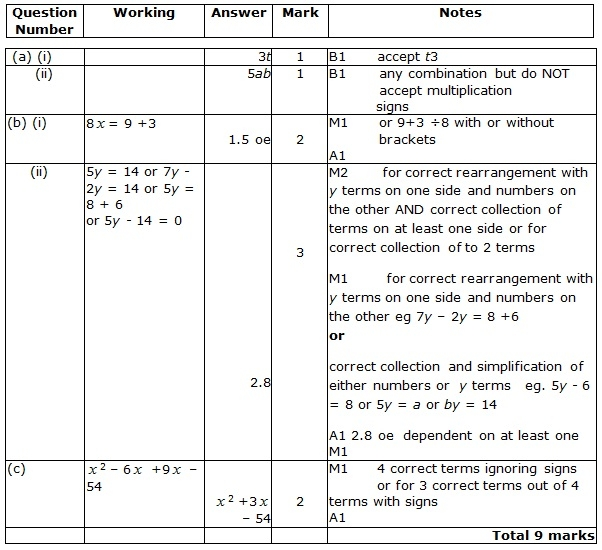 Question Number Working Answer Mark Notes
(a) (i) 3t 1 B1 accept t3
(ii) 5ab 1 B1 any combination but do NOT
accept multiplication
signs
(b) (i) 8x = 9 +3 M1 or 9+3 ÷8 with or without
1.5 oe 2 brackets
A1
(ii) 5y = 14 or 7y -
2y = 14 or 5y =
8 + 6
or 5y - 14 = 0
2.8
3
M2 for correct rearrangement with
y terms on one side and numbers on
the other AND correct collection of
terms on at least one side or for
correct collection of to 2 terms
M1 for correct rearrangement with
y terms on one side and numbers on
the other eg 7y – 2y = 8 +6
or
correct collection and simplification of
either numbers or y terms eg. 5y - 6
= 8 or 5y = a or by = 14
A1 2.8 oe dependent on at least one
M1
(c) x² – 6x +9x –
54
x² +3x
– 54
2
M1 4 correct terms ignoring signs
or for 3 correct terms out of 4
terms with signs
A1
Total 9 marks